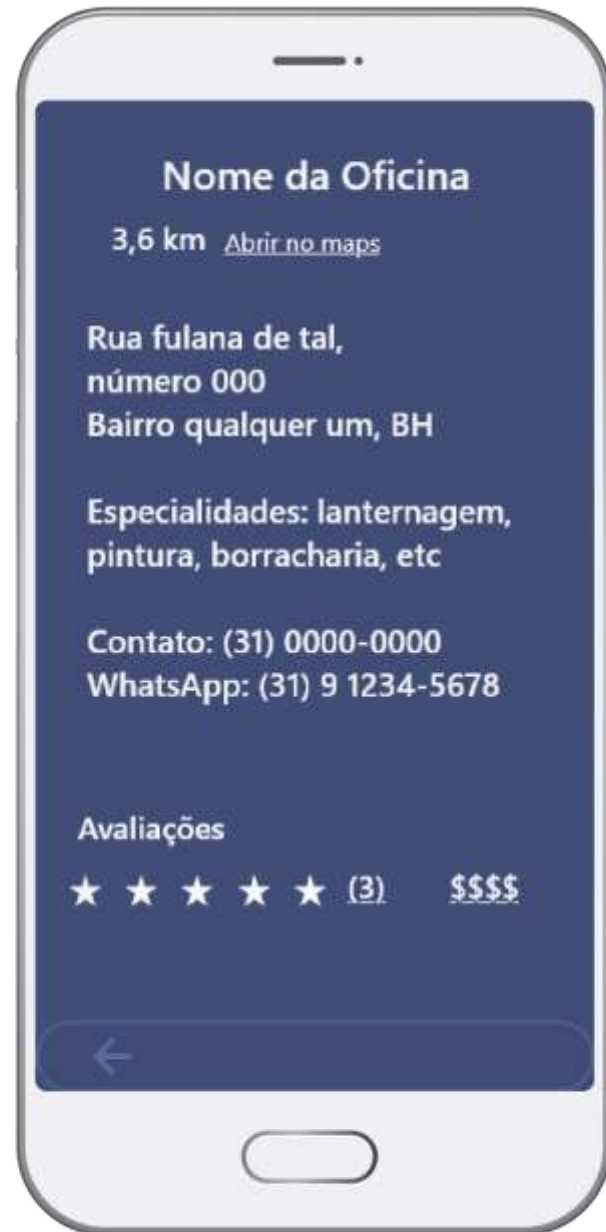 Nome da Oficina
3,6 km Abrir no maps
Rua fulana de tal,
número 000
Bairro qualquer um, BH
Especialidades: lanternagem,
pintura, borracharia, etc
Contato: (31) 0000-0000
WhatsApp: (31) 9 1234-5678
Avaliações
★ ★ ★ ★ ★ (3) $$$$